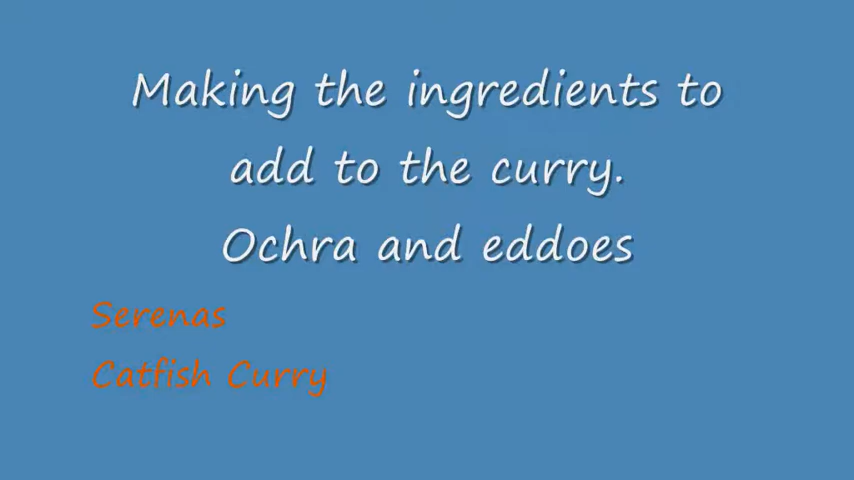 Making the ingredients to
add to the curry.
Ochra and eddoes
Serenas
Catfish Curry